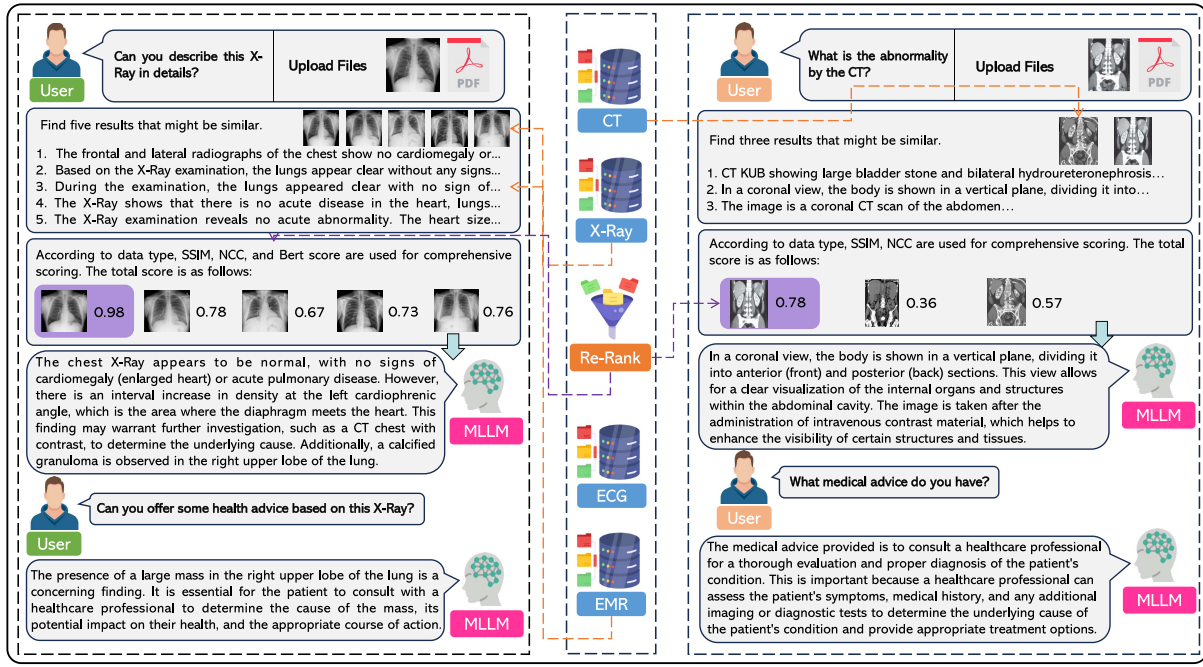 Can you describe this X-
Ray in details?
Upload Files
PDF
User
Find five results that might be similar.
1. The frontal and lateral radiographs of the chest show no cardiomegaly or...
2. Based on the X-Ray examination, the lungs appear clear without any signs...
3. During the examination, the lungs appeared clear with no sign of...
4. The X-Ray shows that there is no acute disease in the heart, lungs...
5. The X-Ray examination reveals no acute abnormality. The heart size...
According to data type, SSIM, NCC, and Bert score are used for comprehensive
scoring. The total score is as follows:
0.98
0.78
0.67
0.73
0.76
The chest X-Ray appears to be normal, with no signs of
cardiomegaly (enlarged heart) or acute pulmonary disease. However,
there is an interval increase in density at the left cardiophrenic
angle, which is the area where the diaphragm meets the heart. This
finding may warrant further investigation, such as a CT chest with
contrast, to determine the underlying cause. Additionally, a calcified
granuloma is observed in the right upper lobe of the lung.
MLLM
Can you offer some health advice based on this X-Ray?
User
The presence of a large mass in the right upper lobe of the lung is a
concerning finding. It is essential for the patient to consult with a
healthcare professional to determine the cause of the mass, its
potential impact on their health, and the appropriate course of action.
MLLM
CT
X-Ray
Re-Rank
ECG
EMR
What is the abnormality
by the CT?
Upload Files
PDF
User
Find three results that might be similar.
1. CT KUB showing large bladder stone and bilateral hydroureteronephrosis...
2. In a coronal view, the body is shown in a vertical plane, dividing it into...
3. The image is a coronal CT scan of the abdomen...
According to data type, SSIM, NCC are used for comprehensive scoring. The total
score is as follows:
0.78
0.36
0.57
In a coronal view, the body is shown in a vertical plane, dividing it
into anterior (front) and posterior (back) sections. This view allows
for a clear visualization of the internal organs and structures
within the abdominal cavity. The image is taken after the
administration of intravenous contrast material, which helps to
enhance the visibility of certain structures and tissues.
MLLM
What medical advice do you have?
User
The medical advice provided is to consult a healthcare professional
for a thorough evaluation and proper diagnosis of the patient's
condition. This is important because a healthcare professional can
assess the patient's symptoms, medical history, and any additional
imaging or diagnostic tests to determine the underlying cause of
the patient's condition and provide appropriate treatment options.
MLLM